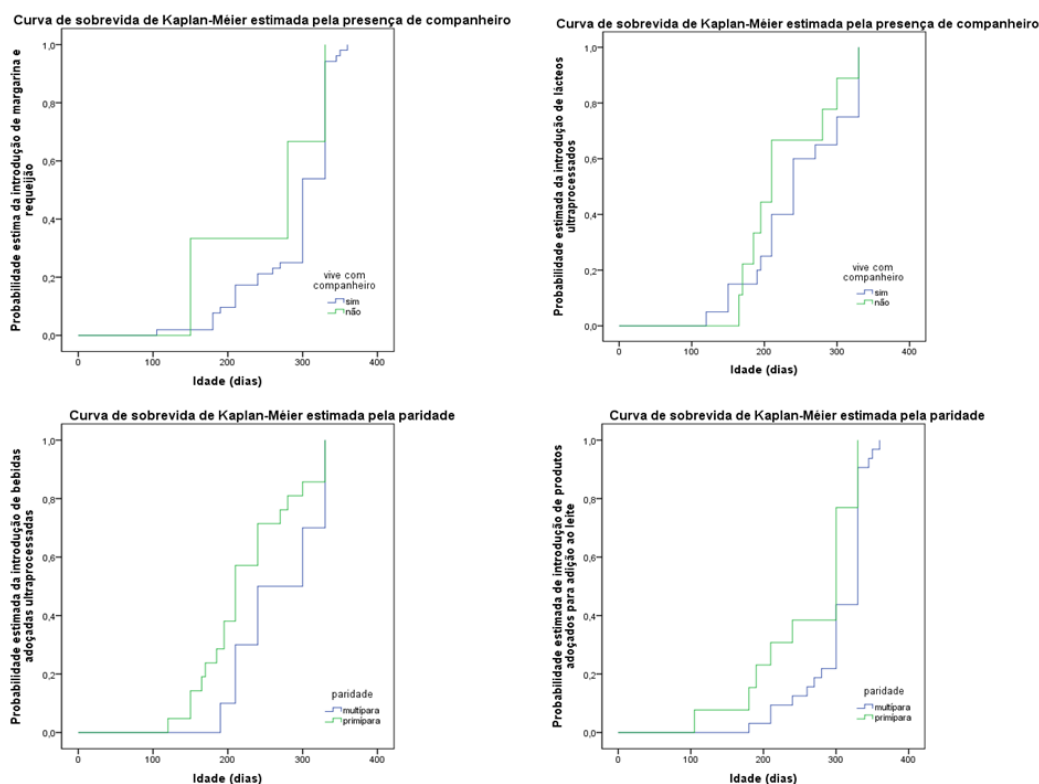 Curva de sobrevida de Kaplan-Méier estimada pela presença de companheiro
Probabilidade estima da introdução de margarina e
requeijão
1,0
0,8
0,6
0,4
0,2
0,0
vive com
companheiro
sim
não
0
100
200
300
400
Idade (dias)
Curva de sobrevida de Kaplan-Méier estimada pela presença de companheiro
Probabilidade estimada da introdução de lácteos
ultraprocessados
1,0
0,8
0,6
0,4
0,2
0,0
vive com
companheiro
sim
não
0
100
200
300
400
Idade (dias)
Curva de sobrevida de Kaplan-Méier estimada pela paridade
Probabilidade estimada da introdução de bebidas
adoçadas ultraprocessadas
1,0
0,8
0,6
0,4
0,2
0,0
paridade
multípara
primípara
0
100
200
300
400
Idade (dias)
Curva de sobrevida de Kaplan-Méier estimada pela paridade
Probabilidade estimada de introdução de produtos
adoçados para adição ao leite
1,0
0,8
0,6
0,4
0,2
0,0
paridade
multípara
primípara
0
100
200
300
400
Idade (dias)